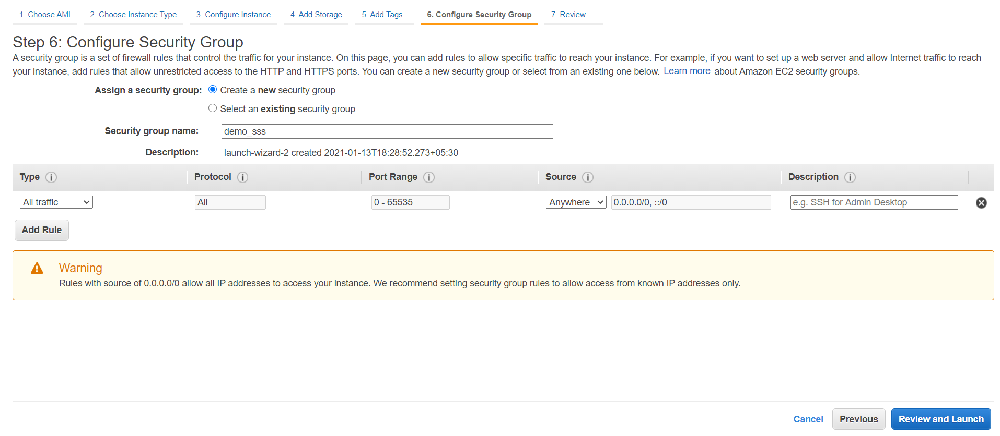 1. Choose AMI 2. Choose Instance Type 3. Configure Instance 4. Add Storage 5. Add Tags 6. Configure Security Group 7. Review
Step 6: Configure Security Group
A security group is a set of firewall rules that control the traffic for your instance. On this page, you can add rules to allow specific traffic to reach your instance. For example, if you want to set up a web server and allow Internet traffic to reach
your instance, add rules that allow unrestricted access to the HTTP and HTTPS ports. You can create a new security group or select from an existing one below. Learn more about Amazon EC2 security groups.
Assign a security group: Create a new security group
Select an existing security group
Security group name: demo_sss
Description: launch-wizard-2 created 2021-01-13T18:28:52.273+05:30
Type i Protocol i Port Range i Source i Description i
All traffic All 0 - 65535 Anywhere 0.0.0.0/0, ::/0 e.g. SSH for Admin Desktop
Add Rule
Warning
Rules with source of 0.0.0.0/0 allow all IP addresses to access your instance. We recommend setting security group rules to allow access from known IP addresses only.
Cancel Previous Review and Launch